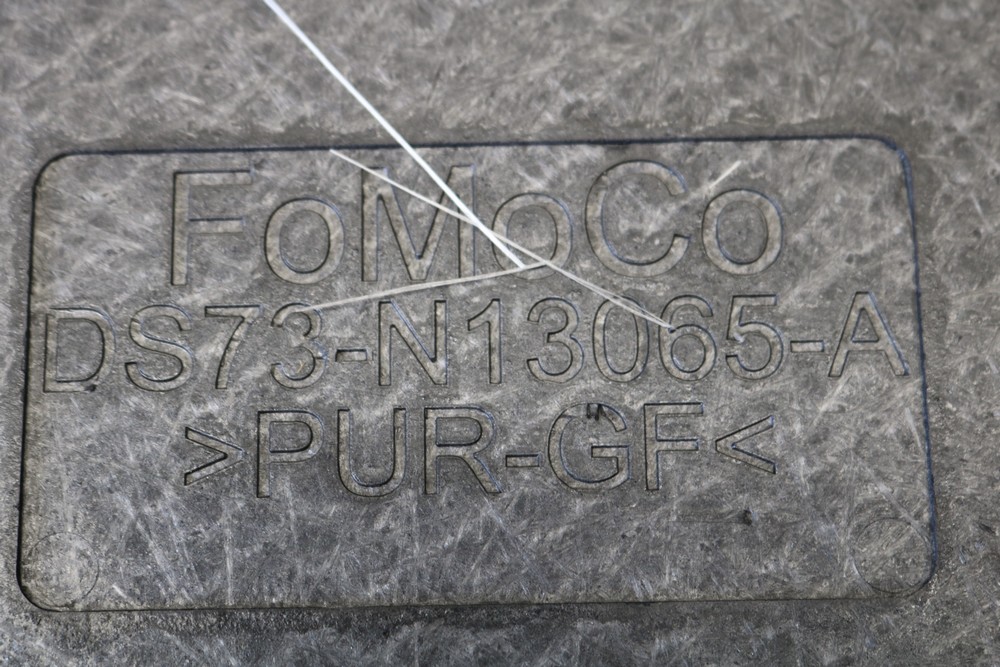 FoMoCo
DS73-N13065-A
>PUR-GF<